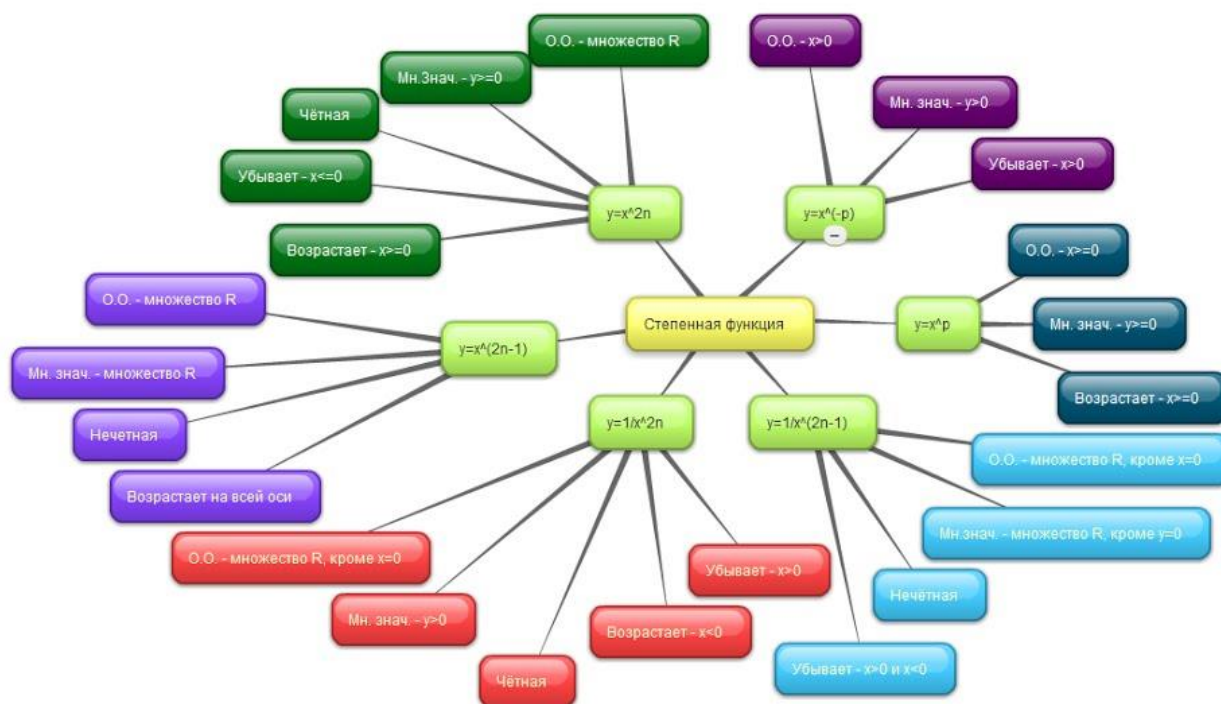 О.О. - множество R
Мн.Знач. - y>=0
Чётная
Убывает - x<=0
Возрастает - x>=0
y=x^2n
О.О. - x>0
Мн. знач. - y>0
Убывает - x>0
y=x^(-p)
Степенная функция
О.О. - x>=0
Мн. знач. - y>=0
Возрастает - x>=0
y=x^p
О.О. - множество R
Мн. знач. - множество R
Нечетная
Возрастает на всей оси
y=x^(2n-1)
y=1/x^2n
О.О. - множество R, кроме x=0
Мн. знач. - y>0
Чётная
Возрастает - x<0
Убывает - x>0
y=1/x^(2n-1)
О.О. - множество R, кроме x=0
Мн.знач. - множество R, кроме y=0
Нечётная
Убывает - x>0 и x<0